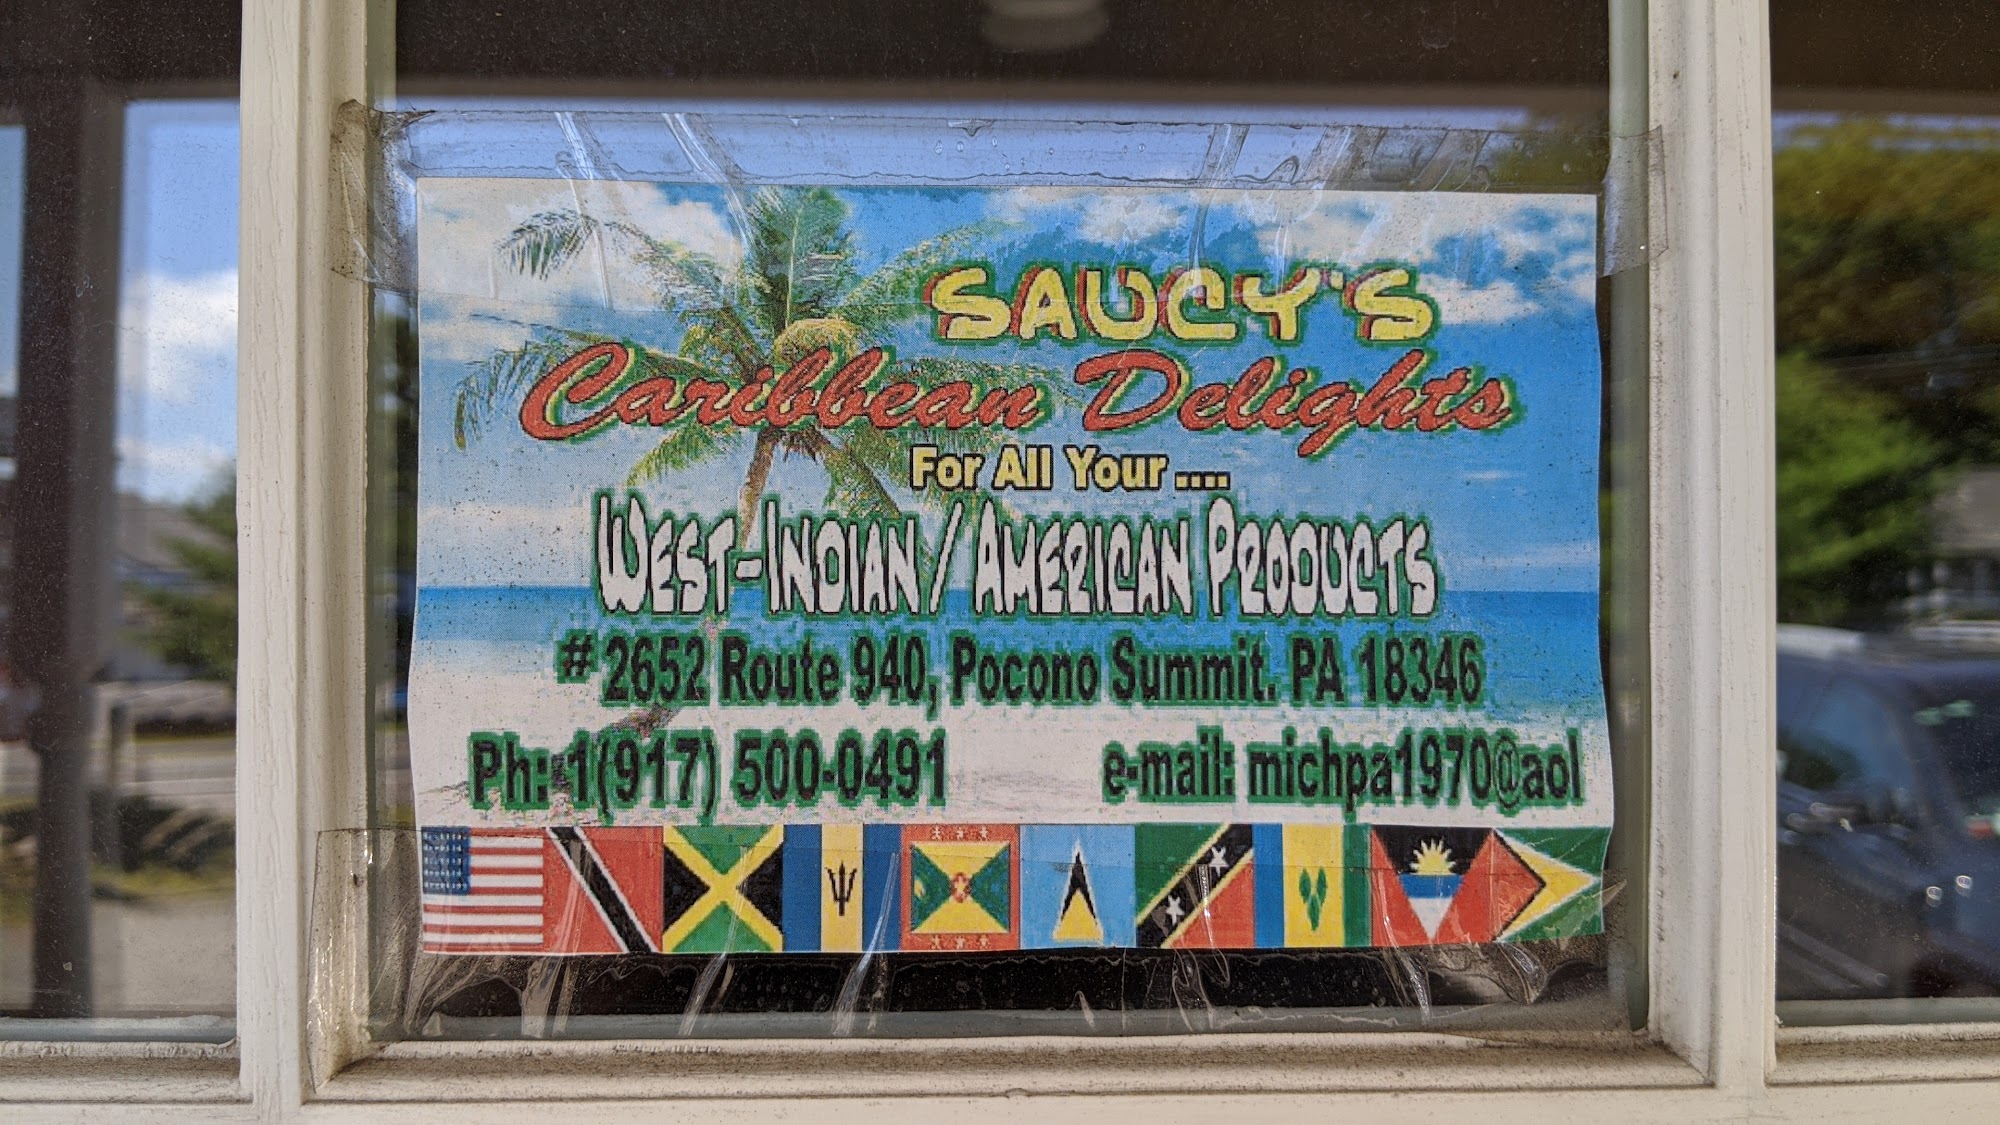 SAUCY'S
Caribbean Delights
For All Your ....
WEST-INDIAN / AMERICAN PRODUCTS
# 2652 Route 940, Pocono Summit. PA 18346
Ph: 1(917) 500-0491 e-mail: michpa1970@aol